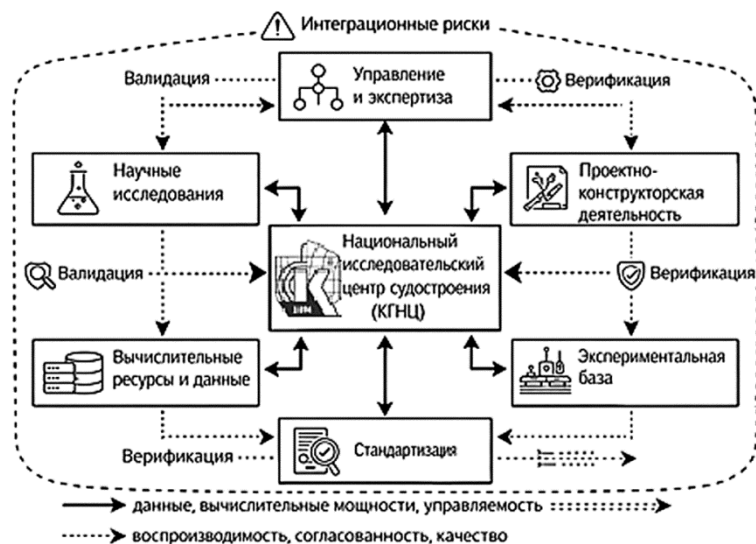 Интеграционные риски
Валидация
Управление
и экспертиза
Верификация
Научные
исследования
Проектно-
конструкторская
деятельность
Национальный
исследовательский
центр судостроения
(КГНЦ)
Валидация
Верификация
Вычислительные
ресурсы и данные
Экспериментальная
база
Верификация
Стандартизация
данные, вычислительные мощности, управляемость
воспроизводимость, согласованность, качество